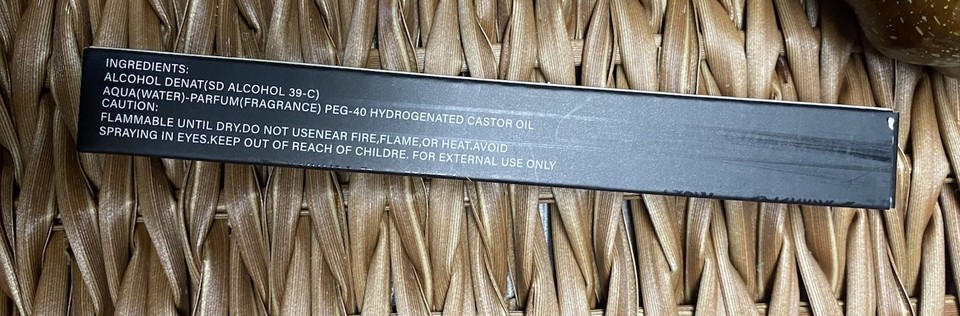 INGREDIENTS:
ALCOHOL DENAT(SD ALCOHOL 39-C)
AQUA(WATER)-PARFUM(FRAGRANCE) PEG-40 HYDROGENATED CASTOR OIL
CAUTION:
FLAMMABLE UNTIL DRY.DO NOT USENEAR FIRE,FLAME,OR HEAT.AVOID
SPRAYING IN EYES.KEEP OUT OF REACH OF CHILDRE. FOR EXTERNAL USE ONLY